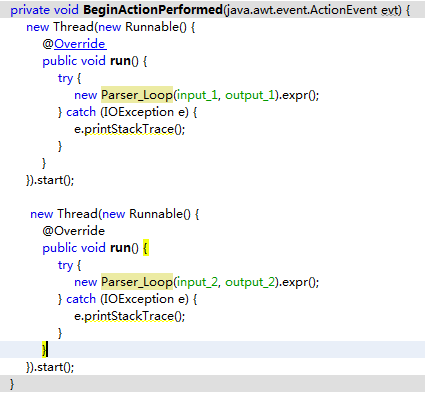 private void BeginActionPerformed(java.awt.event.ActionEvent evt) {
new Thread(new Runnable() {
@Override
public void run() {
try {
new Parser_Loop(input_1, output_1).expr();
} catch (IOException e) {
e.printStackTrace();
}
}
}).start();
new Thread(new Runnable() {
@Override
public void run() {
try {
new Parser_Loop(input_2, output_2).expr();
} catch (IOException e) {
e.printStackTrace();
}
}
}).start();
}